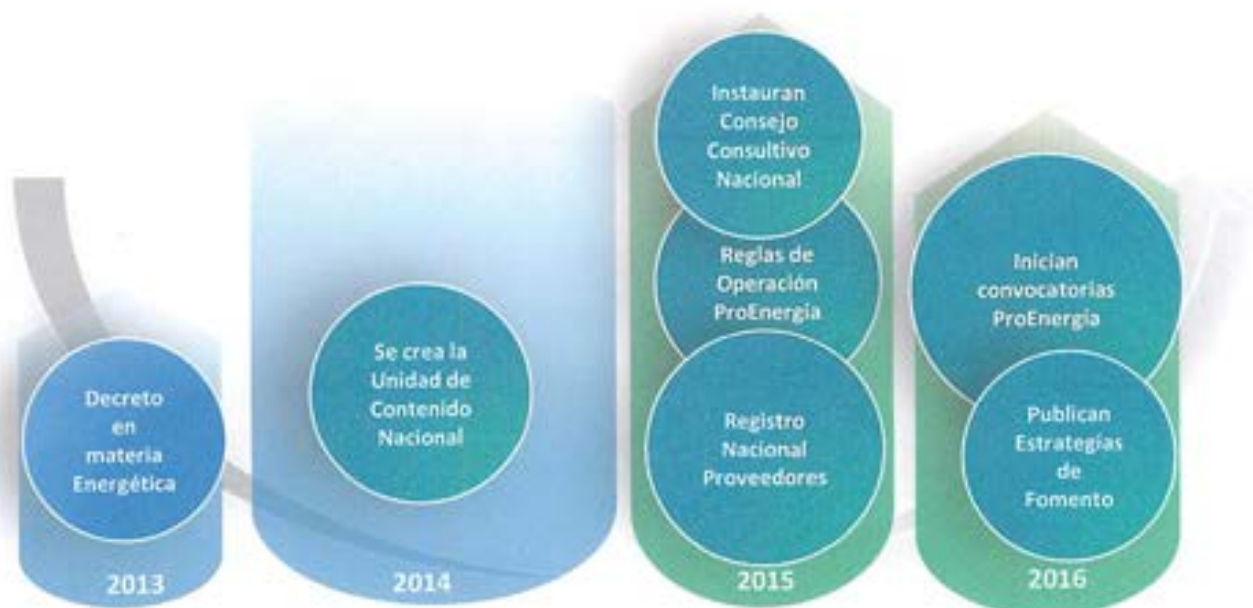 Decreto
en
materia
Energética
2013
Se crea la
Unidad de
Contenido
Nacional
2014
Instauran
Consejo
Consultivo
Nacional
Reglas de
Operación
ProEnergía
Registro
Nacional
Proveedores
2015
Inician
convocatorias
ProEnergía
Publican
Estrategias
de
Fomento
2016